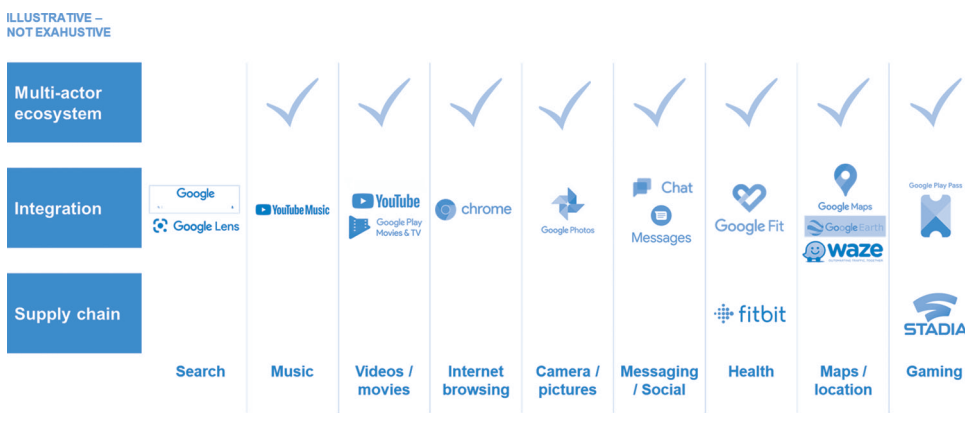 ILLUSTRATIVE –
NOT EXAHUSTIVE
Multi-actor
ecosystem
Integration
Google
Google Lens
YouTube Music
YouTube
Google Play
Movies & TV
chrome
Google Photos
Chat
Messages
Google Fit
Google Maps
Google Earth
waze
Google Play Pass
Supply chain
fitbit
STADIA
Search
Music
Videos /
movies
Internet
browsing
Camera /
pictures
Messaging
/ Social
Health
Maps /
location
Gaming